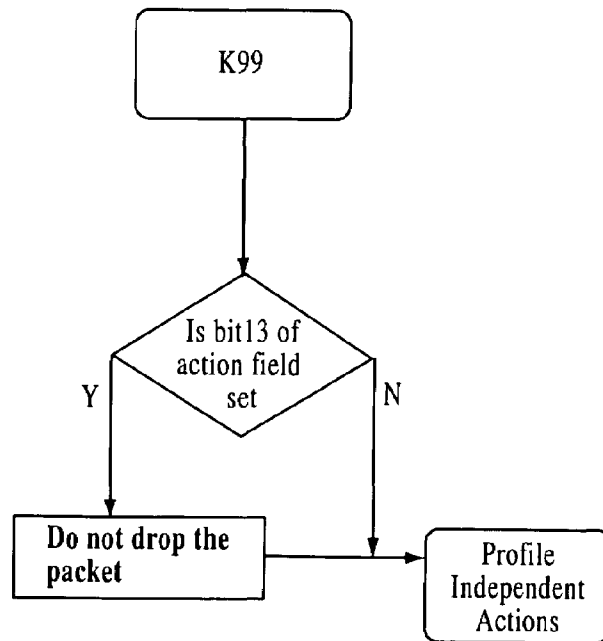 K99
Is bit13 of
action field
set
Y
N
Do not drop the
packet
Profile
Independent
Actions